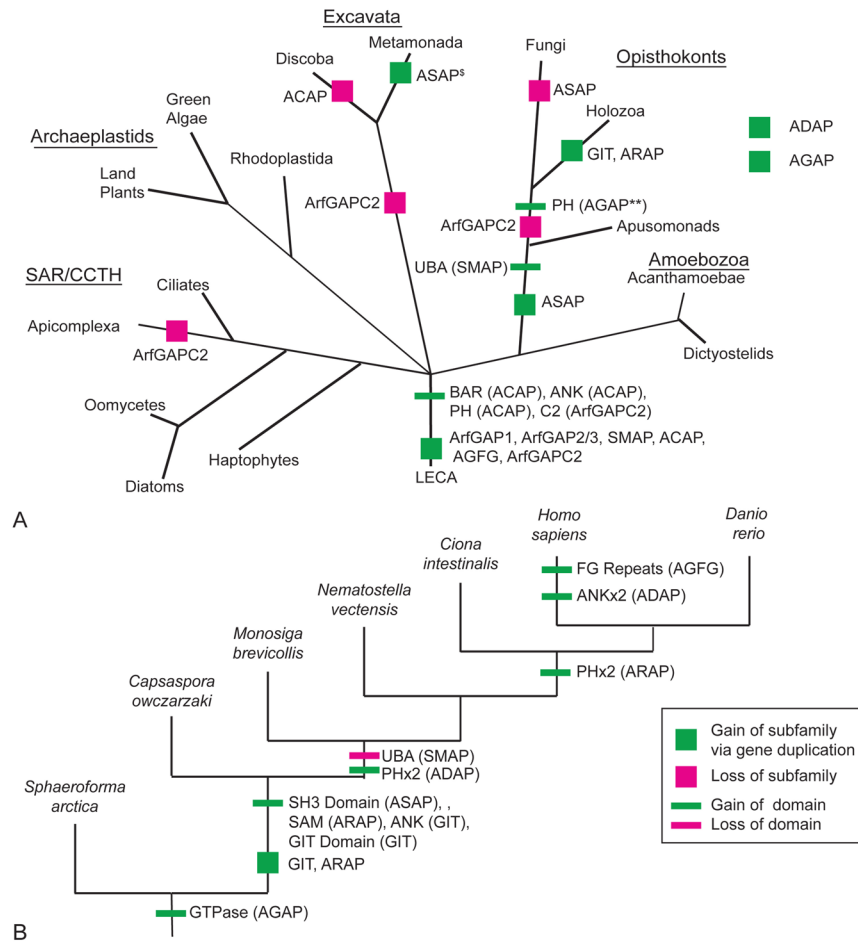 Excavata
Metamonada
Discoba
ASAP$
ACAP
Fungi
Opisthokonts
ASAP
Holozoa
GIT, ARAP
ADAP
AGAP
Green
Algae
Archaeplastids
Land
Plants
Rhodoplastida
ArfGAPC2
PH (AGAP**)
ArfGAPC2
Apusomonads
UBA (SMAP)
Amoebozoa
Acanthamoebae
ASAP
Dictyostelids
SAR/CCTH
Ciliates
Apicomplexa
ArfGAPC2
Oomycetes
Diatoms
Haptophytes
BAR (ACAP), ANK (ACAP),
PH (ACAP), C2 (ArfGAPC2)
ArfGAP1, ArfGAP2/3, SMAP, ACAP,
AGFG, ArfGAPC2
LECA
A
Homo
sapiens
Danio
rerio
Ciona
intestinalis
FG Repeats (AGFG)
ANKx2 (ADAP)
Nematostella
vectensis
Monosiga
brevicollis
PHx2 (ARAP)
Capsaspora
owczarzaki
UBA (SMAP)
PHx2 (ADAP)
Sphaeroforma
arctica
SH3 Domain (ASAP), ,
SAM (ARAP), ANK (GIT),
GIT Domain (GIT)
GIT, ARAP
GTPase (AGAP)
Gain of subfamily
via gene duplication
Loss of subfamily
Gain of domain
Loss of domain
B